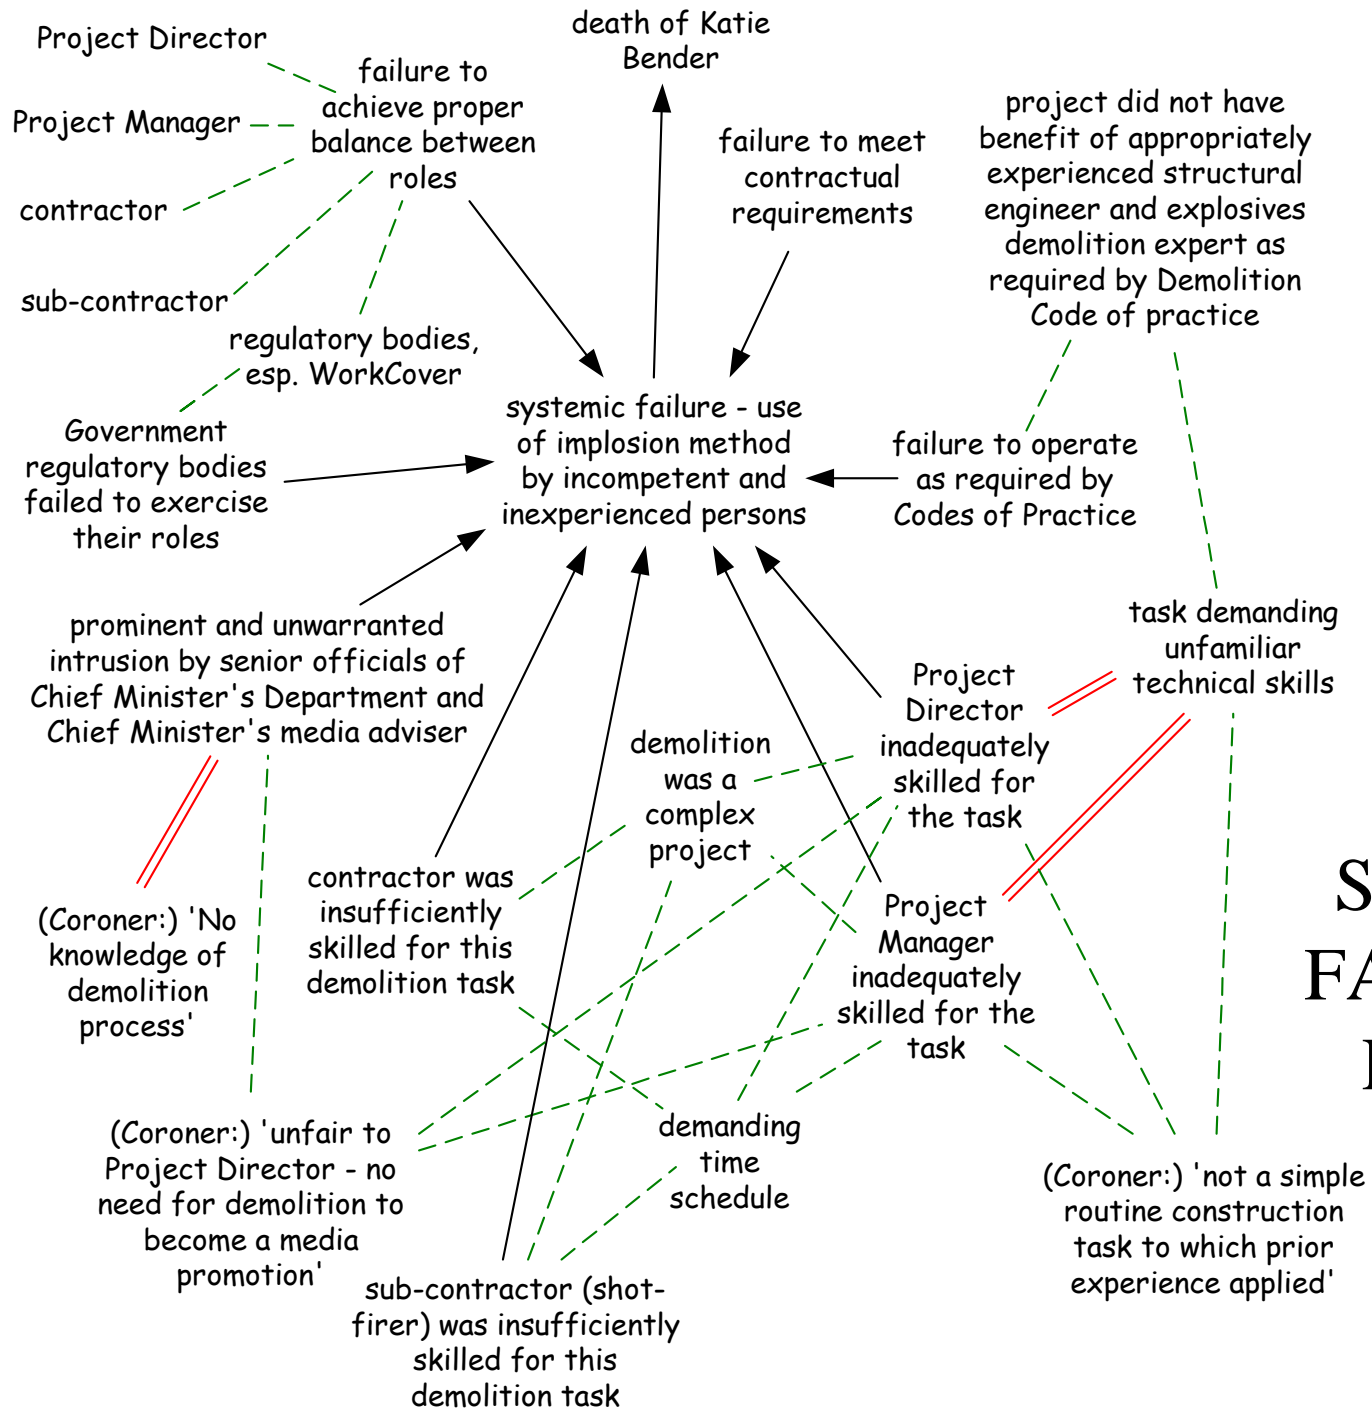 death of Katie
Bender
Project Director
failure to
achieve proper
balance between
roles
Project Manager
contractor
sub-contractor
regulatory bodies,
esp. WorkCover
failure to meet
contractual
requirements
project did not have
benefit of appropriately
experienced structural
engineer and explosives
demolition expert as
required by Demolition
Code of practice
Government
regulatory bodies
failed to exercise
their roles
systemic failure - use
of implosion method
by incompetent and
inexperienced persons
failure to operate
as required by
Codes of Practice
prominent and unwarranted
intrusion by senior officials of
Chief Minister's Department and
Chief Minister's media adviser
task demanding
unfamiliar
technical skills
Project
Director
inadequately
skilled for
the task
demolition
was a
complex
project
contractor was
insufficiently
skilled for this
demolition task
(Coroner:) 'No
knowledge of
demolition
process'
Project
Manager
inadequately
skilled for the
task
S
FA
(Coroner:) 'unfair to
Project Director - no
need for demolition to
become a media
promotion'
demanding
time
schedule
(Coroner:) 'not a simple
routine construction
task to which prior
experience applied'
sub-contractor (shot-
firer) was insufficiently
skilled for this
demolition task